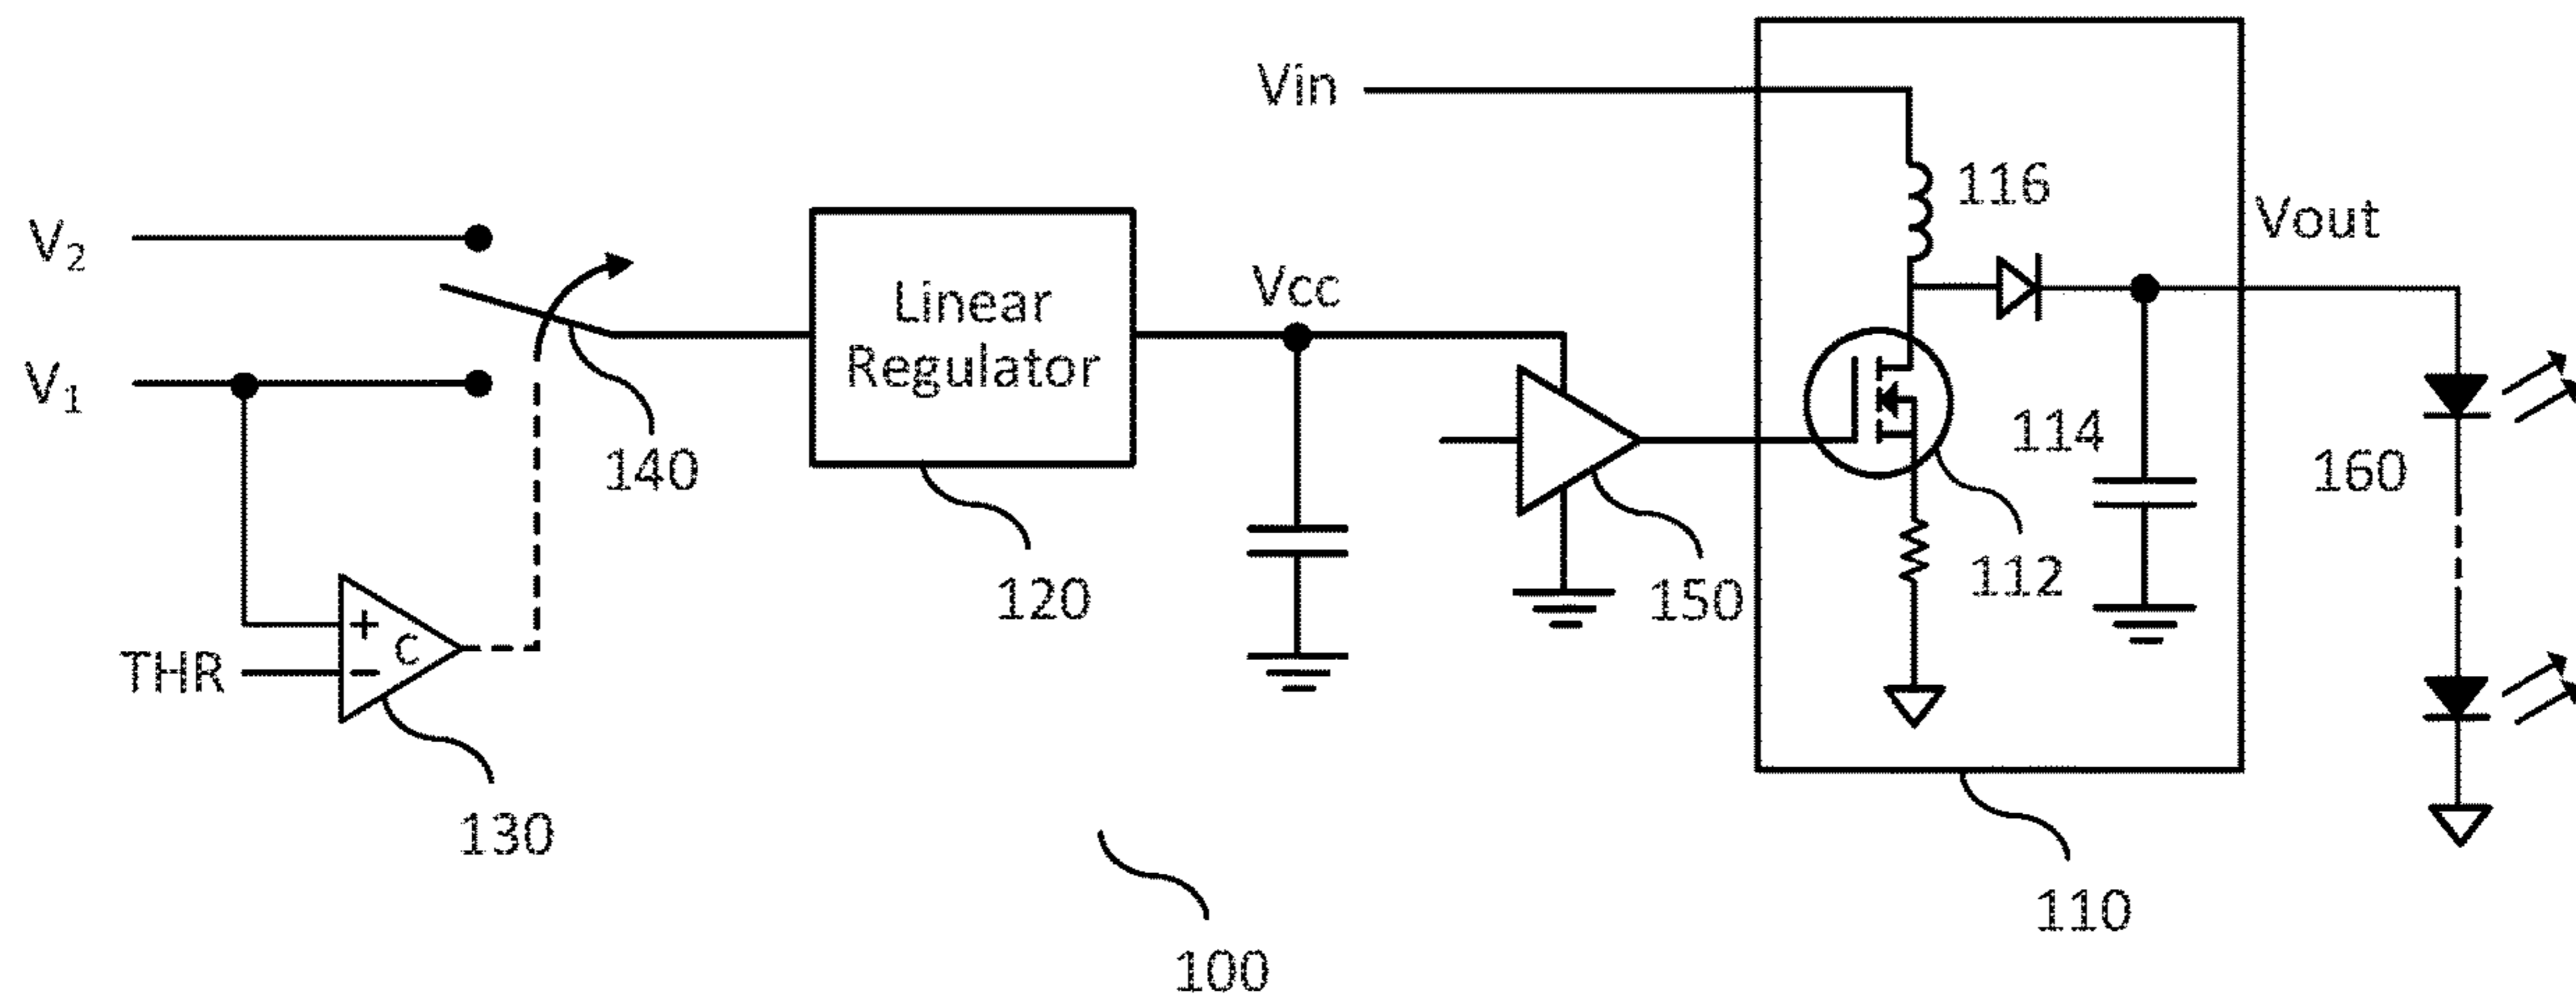 Vin
116
V₂
Vout
Linear
Regulator
Vcc
V₁
140
114
160
112
120
150
+
C
THR
−
130
110
100